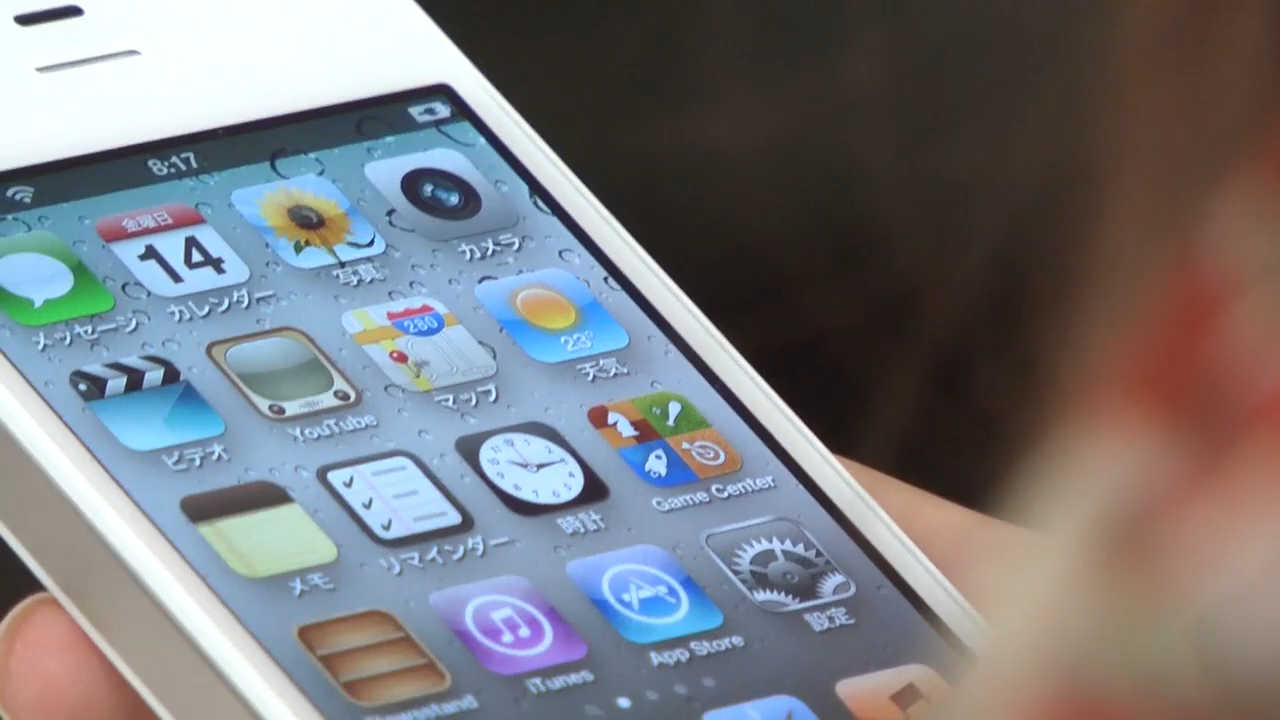 8:17
金曜日
14
メッセージ
カレンダー
写真
カメラ
280
23°
ビデオ
YouTube
マップ
天気
メモ
リマインダー
時計
Game Center
Newsstand
iTunes
App Store
設定